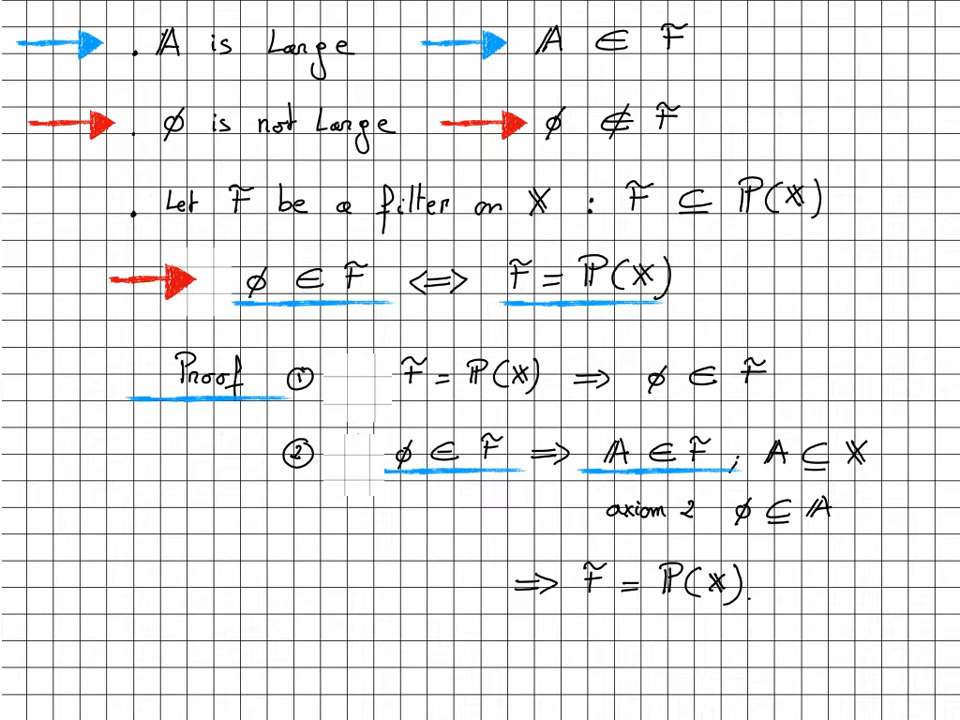 . 𝔸 is Large 𝔸 ∈ F̃
. ϕ is not Large ϕ ∉ F̃
. Let F̃ be a filter on 𝕏 : F̃ ⊆ ℙ(𝕏)
ϕ ∈ F̃ ⟺ F̃ = ℙ(𝕏)
Proof ① F̃ = ℙ(𝕏) ⟹ ϕ ∈ F̃
② ϕ ∈ F̃ ⟹ 𝔸 ∈ F̃ ; 𝔸 ⊆ 𝕏
axiom 2 ϕ ⊆ 𝔸
⟹ F̃ = ℙ(𝕏).